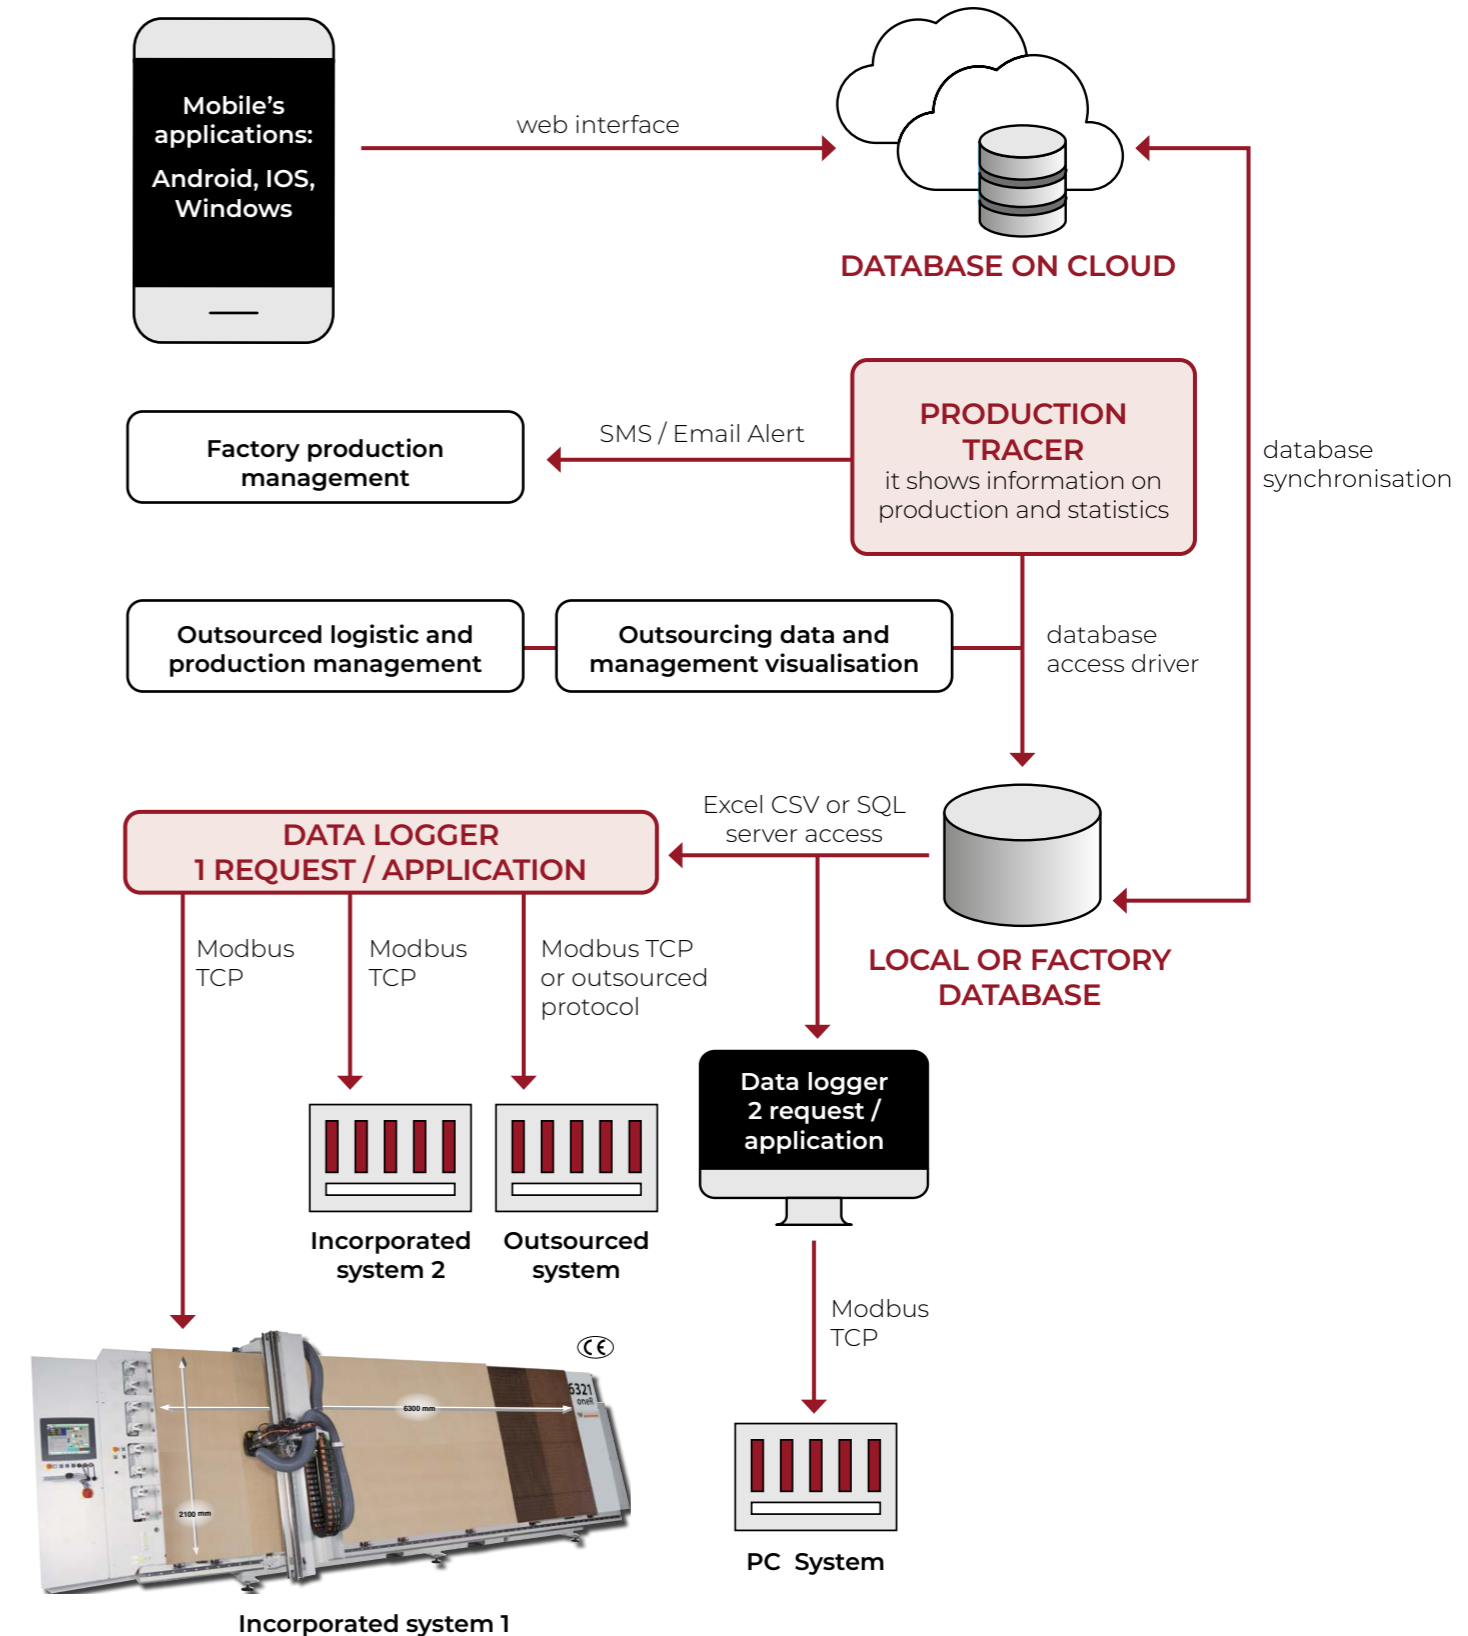 Mobile's
applications:
Android, IOS,
Windows
web interface
DATABASE ON CLOUD
Factory production
management
SMS / Email Alert
PRODUCTION
TRACER
it shows information on
production and statistics
database
synchronisation
Outsourced logistic and
production management
Outsourcing data and
management visualisation
database
access driver
DATA LOGGER
1 REQUEST / APPLICATION
Excel CSV or SQL
server access
LOCAL OR FACTORY
DATABASE
Modbus
TCP
Modbus
TCP
Modbus TCP
or outsourced
protocol
Data logger
2 request /
application
Incorporated
system 2
Outsourced
system
Modbus
TCP
CE
6321
oneR
6300 mm
2100 mm
PC System
Incorporated system 1